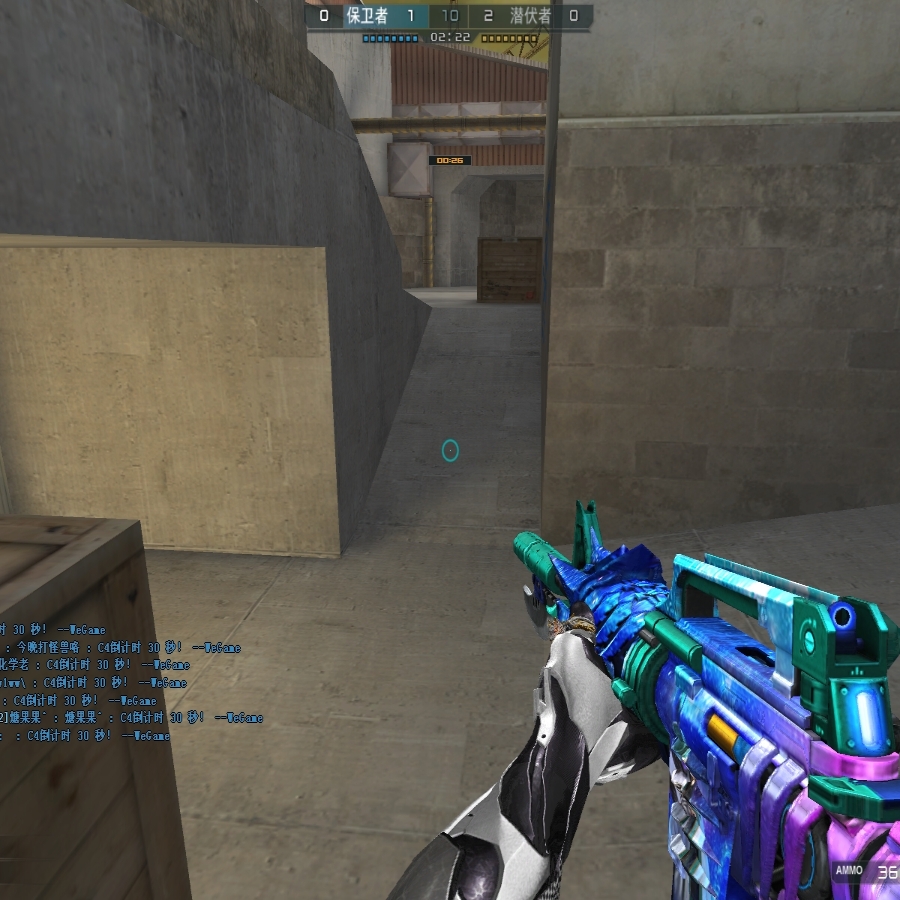 0 保卫者 1 10 2 潜伏者 0
02:22
00:26
时 30 秒! --WeGame
: 今晚打怪兽咯 : C4倒计时 30 秒! --WeGame
化学老 : C4倒计时 30 秒! --WeGame
: C4倒计时 30 秒! --WeGame
: C4倒计时 30 秒! --WeGame
2]糖果果` : 糖果果` : C4倒计时 30 秒! --WeGame
: : C4倒计时 30 秒! --WeGame
AMMO 36